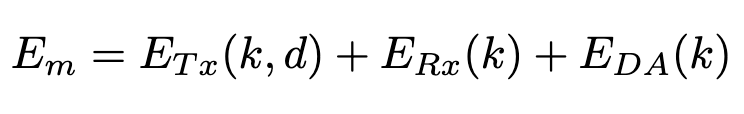 E_m = E_{Tx}(k, d) + E_{Rx}(k) + E_{DA}(k)